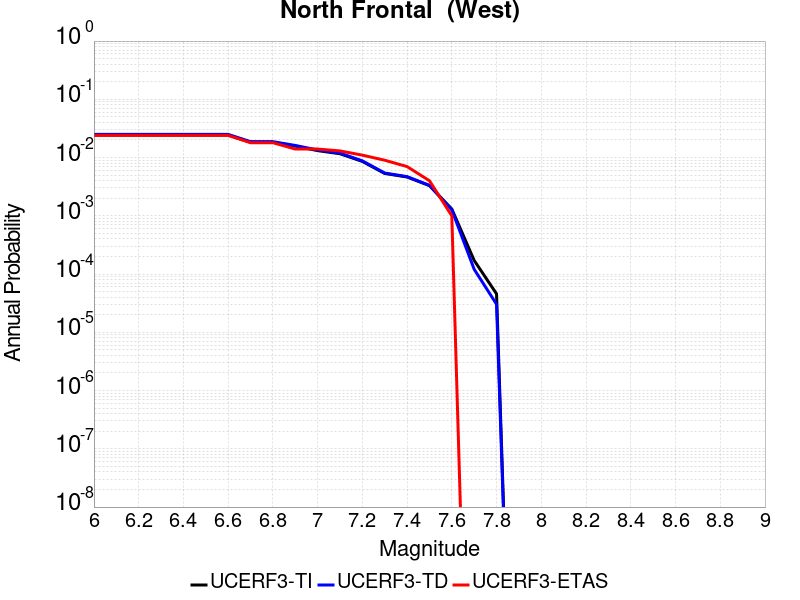 North Frontal  (West)
10^0
10^-1
10^-2
10^-3
10^-4
10^-5
10^-6
10^-7
10^-8
Annual Probability
6 6.2 6.4 6.6 6.8 7 7.2 7.4 7.6 7.8 8 8.2 8.4 8.6 8.8 9
Magnitude
UCERF3-TI UCERF3-TD UCERF3-ETAS